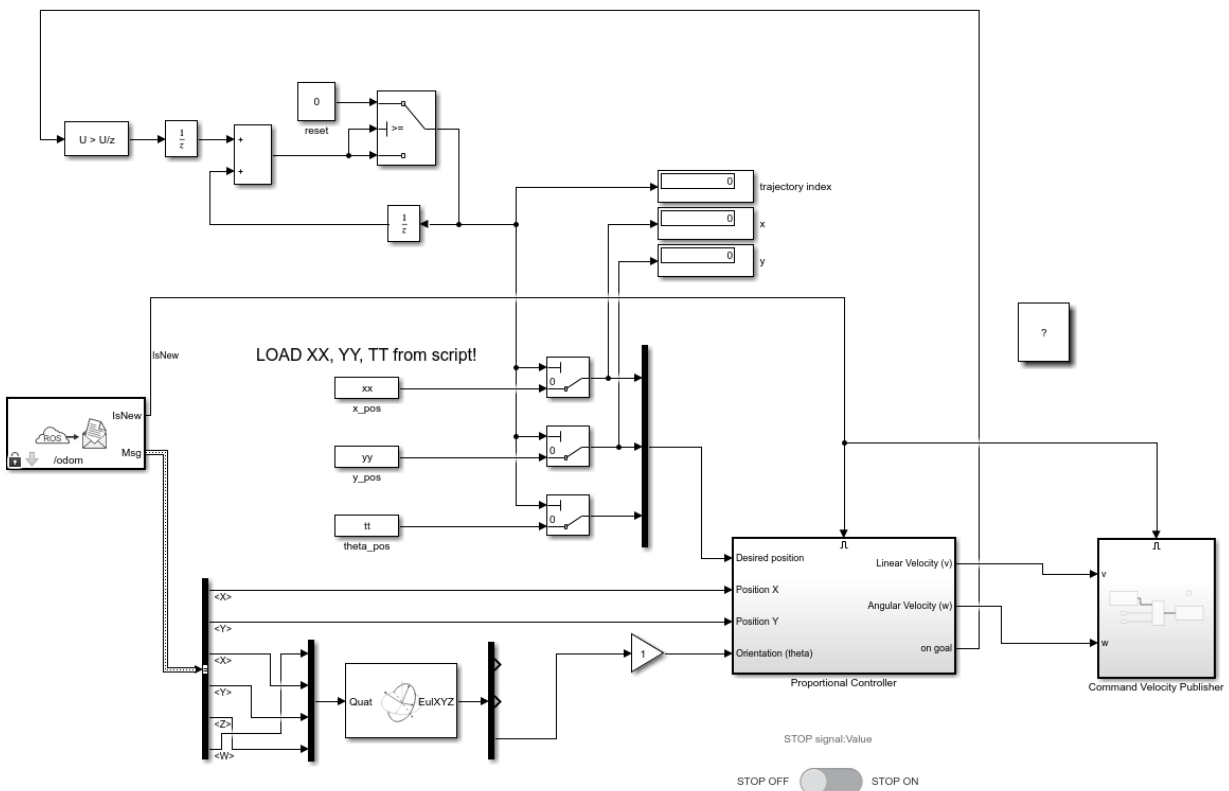 0
reset
U > U/z
1
z
+
+
>=
1
z
0
trajectory index
0
x
0
y
?
IsNew
LOAD XX, YY, TT from script!
xx
x_pos
0
yy
y_pos
0
tt
theta_pos
0
IsNew
Msg
ROS
/odom
Desired position
Position X
Position Y
Orientation (theta)
Linear Velocity (v)
Angular Velocity (w)
on goal
Proportional Controller
v
w
Command Velocity Publisher
<X>
<Y>
<X>
<Y>
<Z>
<W>
Quat
EulXYZ
1
STOP signal:Value
STOP OFF
STOP ON